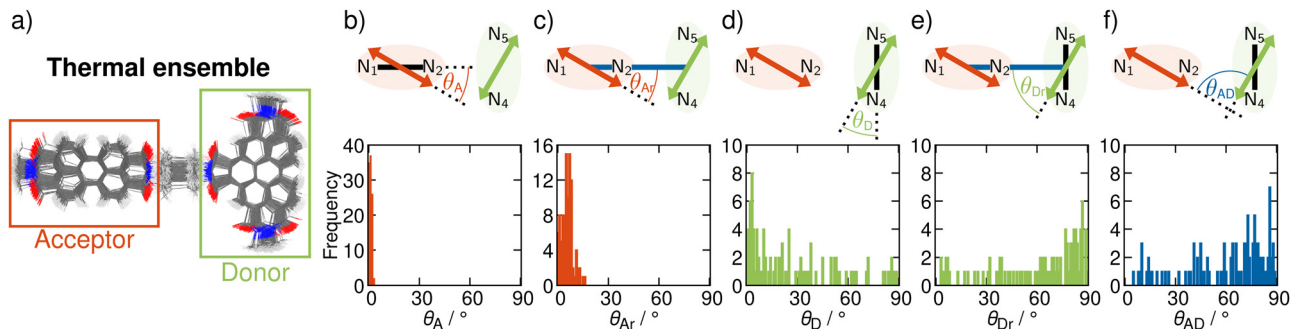 a)
Thermal ensemble
Acceptor
Donor
b)
N1 N2
θA
N5
N4
Frequency
40
30
20
10
0
0 30 60 90
θA / °
c)
N1 N2
θAr
N5
N4
16
12
8
4
0
0 30 60 90
θAr / °
d)
N1 N2
N5
N4
θD
10
8
6
4
2
0
0 30 60 90
θD / °
e)
N1 N2
θDr
N5
N4
10
8
6
4
2
0
0 30 60 90
θDr / °
f)
N1 N2
θAD
N5
N4
10
8
6
4
2
0
0 30 60 90
θAD / °